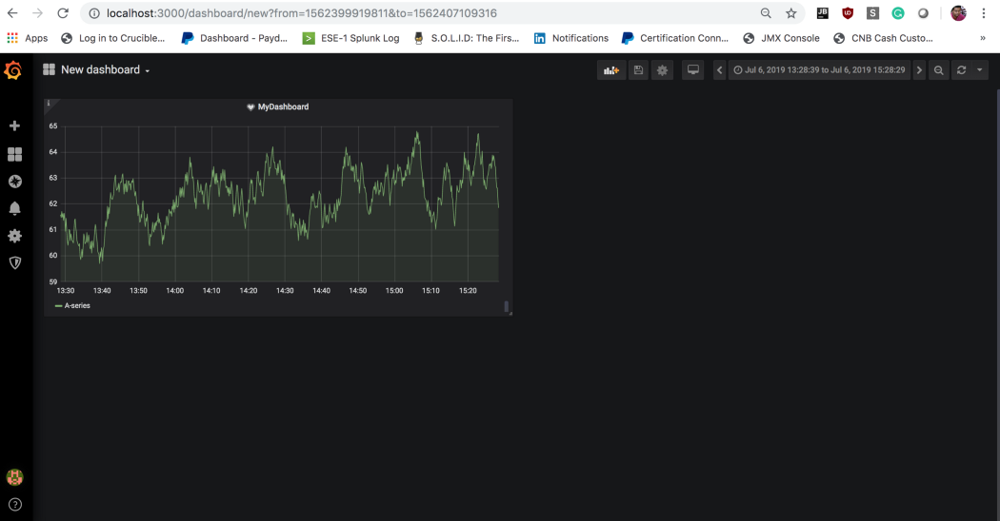 localhost:3000/dashboard/new?from=1562399919811&to=1562407109316
JB
S
Apps Log in to Crucible... Dashboard - Payd... ESE-1 Splunk Log S.O.L.I.D: The Firs... Notifications Certification Conn... JMX Console CNB Cash Custo... »
New dashboard
Jul 6, 2019 13:28:39 to Jul 6, 2019 15:28:29
MyDashboard
65
64
63
62
61
60
59
13:30 13:40 13:50 14:00 14:10 14:20 14:30 14:40 14:50 15:00 15:10 15:20
A-series